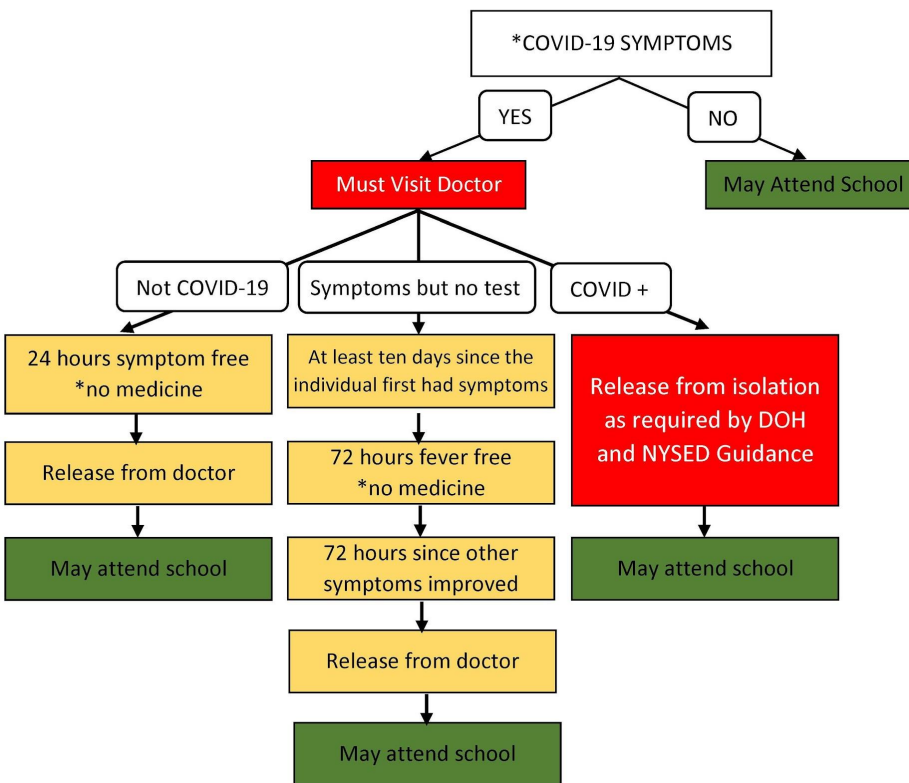 *COVID-19 SYMPTOMS
YES
NO
Must Visit Doctor
May Attend School
Not COVID-19
Symptoms but no test
COVID +
24 hours symptom free
*no medicine
At least ten days since the
individual first had symptoms
Release from isolation
as required by DOH
and NYSED Guidance
Release from doctor
72 hours fever free
*no medicine
May attend school
72 hours since other
symptoms improved
May attend school
Release from doctor
May attend school